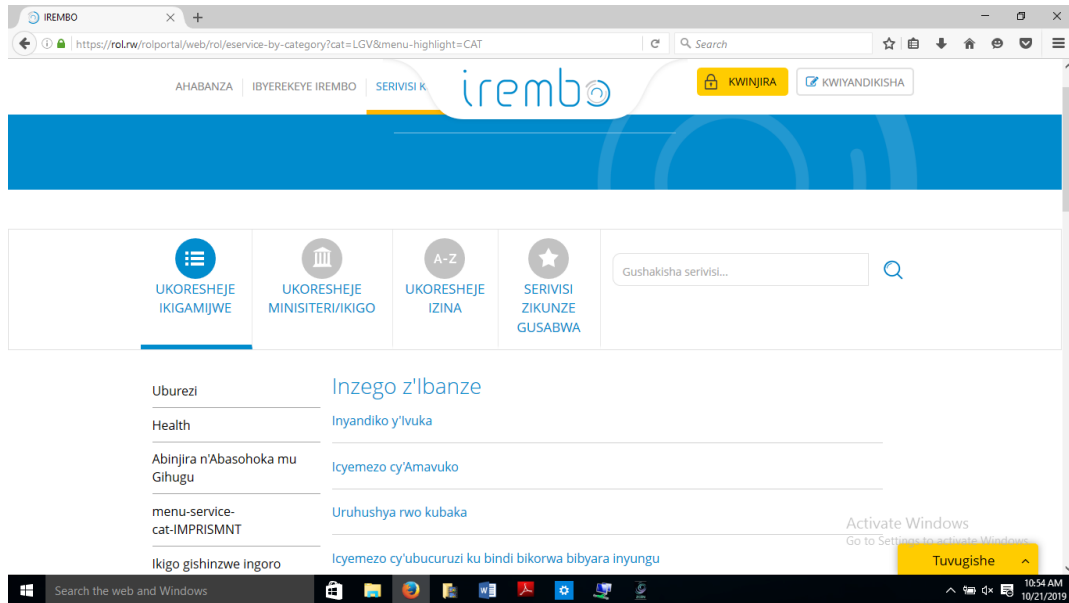 IREMBO
https://rol.rw/rolportal/web/rol/eservice-by-category?cat=LGV&menu-highlight=CAT
Search
AHABANZA
IBYEREKEYE IREMBO
SERIVISI K
irembo
KWINJIRA
KWIYANDIKISHA
UKORESHEJE
IKIGAMIJWE
UKORESHEJE
MINISITERI/IKIGO
A-Z
UKORESHEJE
IZINA
SERIVISI
ZIKUNZE
GUSABWA
Gushakisha serivisi...
Uburezi
Health
Abinjira n'Abasohoka mu
Gihugu
menu-service-
cat-IMPRISMNT
Ikigo gishinzwe ingoro
Inzego z'Ibanze
Inyandiko y'Ivuka
Icyemezo cy'Amavuko
Uruhushya rwo kubaka
Icyemezo cy'ubucuruzi ku bindi bikorwa bibyara inyungu
Activate Windows
Go to Settings to activate Windows.
Tuvugishe
Search the web and Windows
10:54 AM
10/21/2019